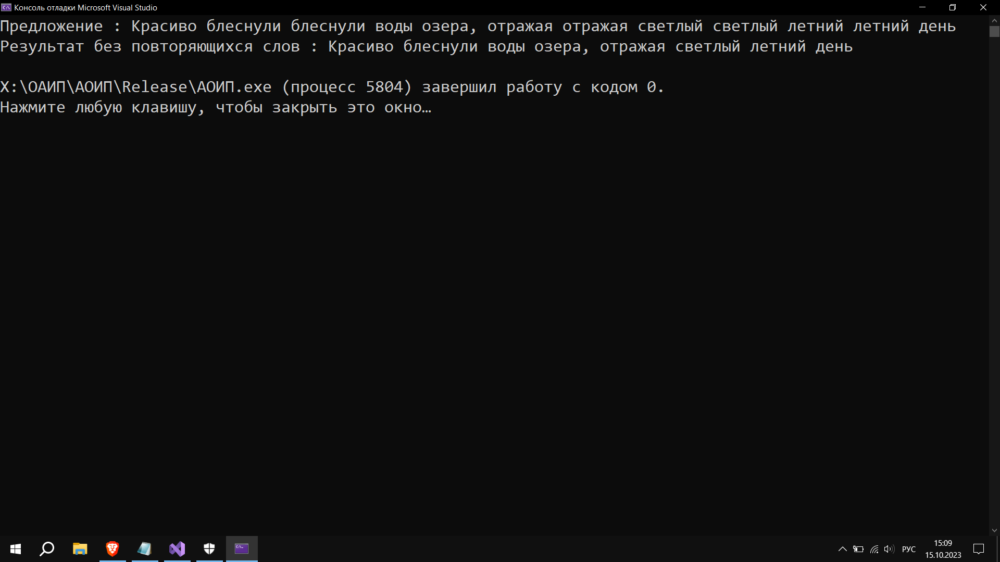 Консоль отладки Microsoft Visual Studio
Предложение : Красиво блеснули блеснули воды озера, отражая отражая светлый светлый летний летний день
Результат без повторяющихся слов : Красиво блеснули воды озера, отражая светлый летний день
X:\ОАИП\АОИП\Release\АОИП.exe (процесс 5804) завершил работу с кодом 0.
Нажмите любую клавишу, чтобы закрыть это окно…
РУС
15:09
15.10.2023